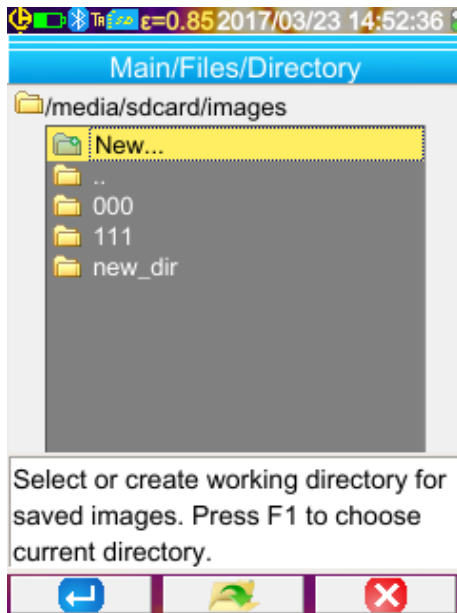 ε=0.85 2017/03/23 14:52:36
Main/Files/Directory
/media/sdcard/images
New...
..
000
111
new_dir
Select or create working directory for
saved images. Press F1 to choose
current directory.